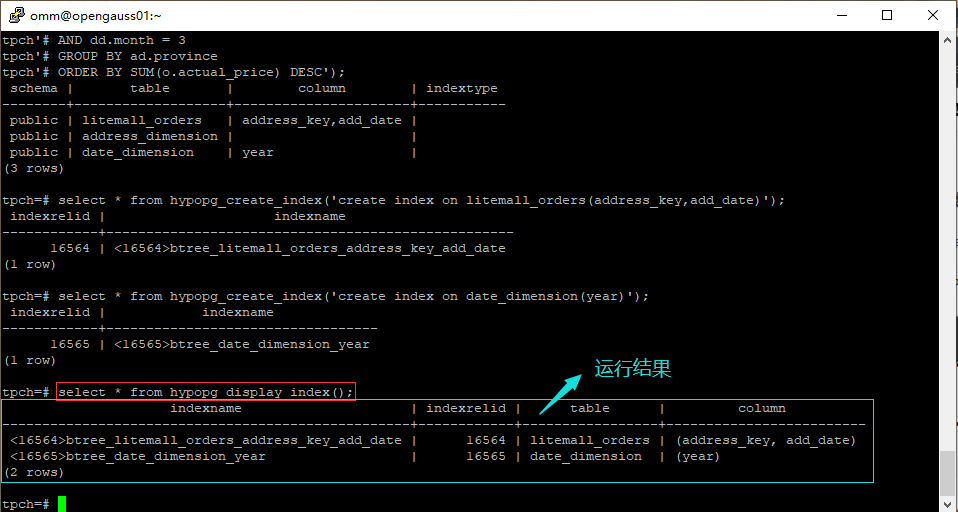 omm@opengauss01:~
tpch'# AND dd.month = 3
tpch'# GROUP BY ad.province
tpch'# ORDER BY SUM(o.actual_price) DESC');
 schema |       table        |        column         | indextype
--------+--------------------+-----------------------+-----------
 public | litemall_orders    | address_key,add_date |
 public | address_dimension |                       |
 public | date_dimension     | year                  |
(3 rows)
tpch=# select * from hypopg_create_index('create index on litemall_orders(address_key,add_date)');
 indexrelid |                      indexname
------------+----------------------------------------------------
      16564 | <16564>btree_litemall_orders_address_key_add_date
(1 row)
tpch=# select * from hypopg_create_index('create index on date_dimension(year)');
 indexrelid |             indexname
------------+----------------------------------
      16565 | <16565>btree_date_dimension_year
(1 row)
运行结果
tpch=# select * from hypopg_display_index();
                     indexname                      | indexrelid |      table      |         column
----------------------------------------------------+------------+-----------------+-------------------------
 <16564>btree_litemall_orders_address_key_add_date |      16564 | litemall_orders | (address_key, add_date)
 <16565>btree_date_dimension_year                  |      16565 | date_dimension  | (year)
(2 rows)
tpch=#